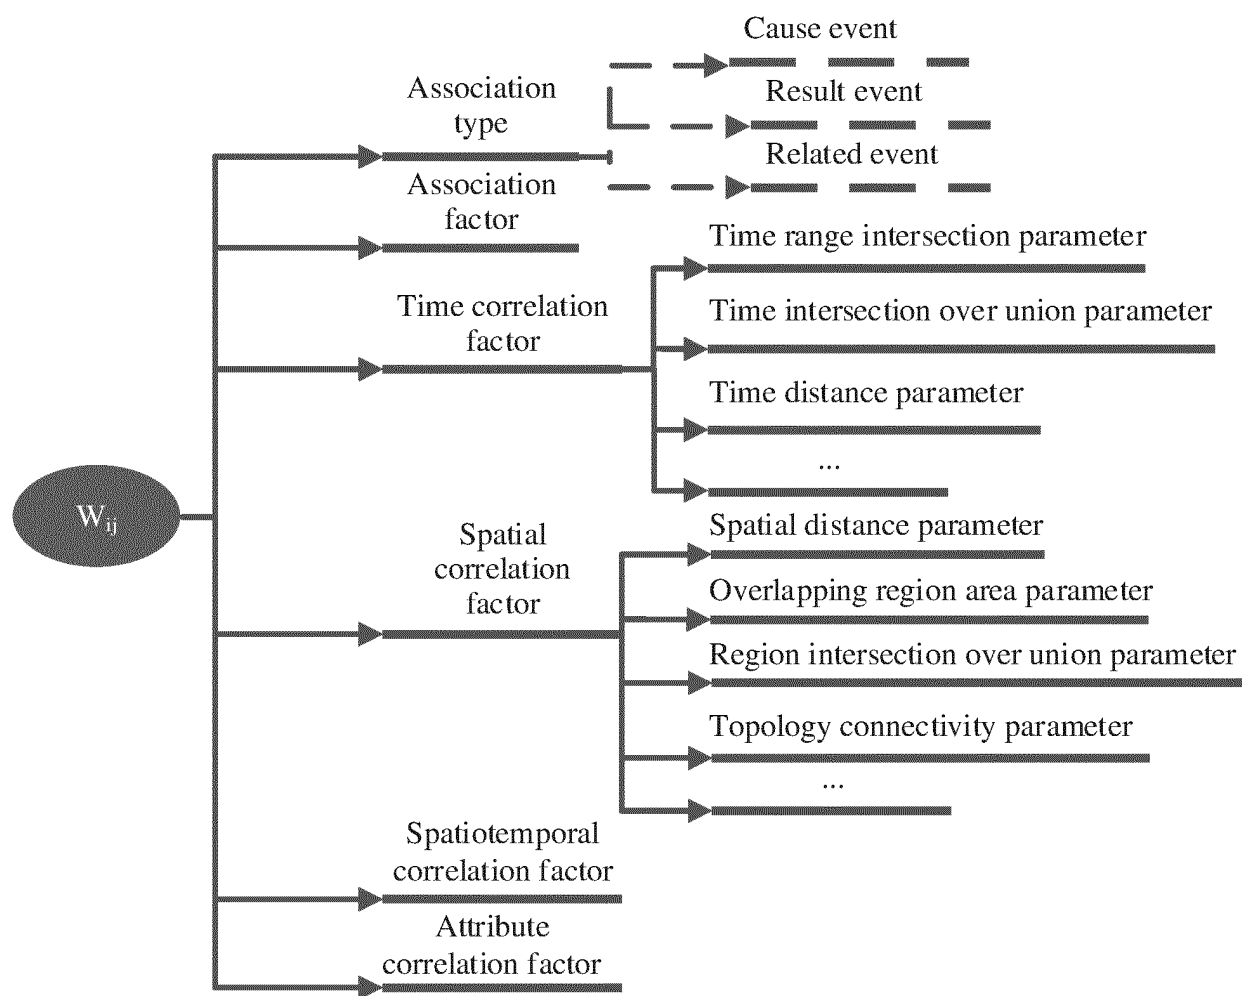 Cause event
Association
type
Result event
Related event
Association
factor
Time range intersection parameter
Time correlation
factor
Time intersection over union parameter
Time distance parameter
...
Wij
Spatial
correlation
factor
Spatial distance parameter
Overlapping region area parameter
Region intersection over union parameter
Topology connectivity parameter
...
Spatiotemporal
correlation factor
Attribute
correlation factor